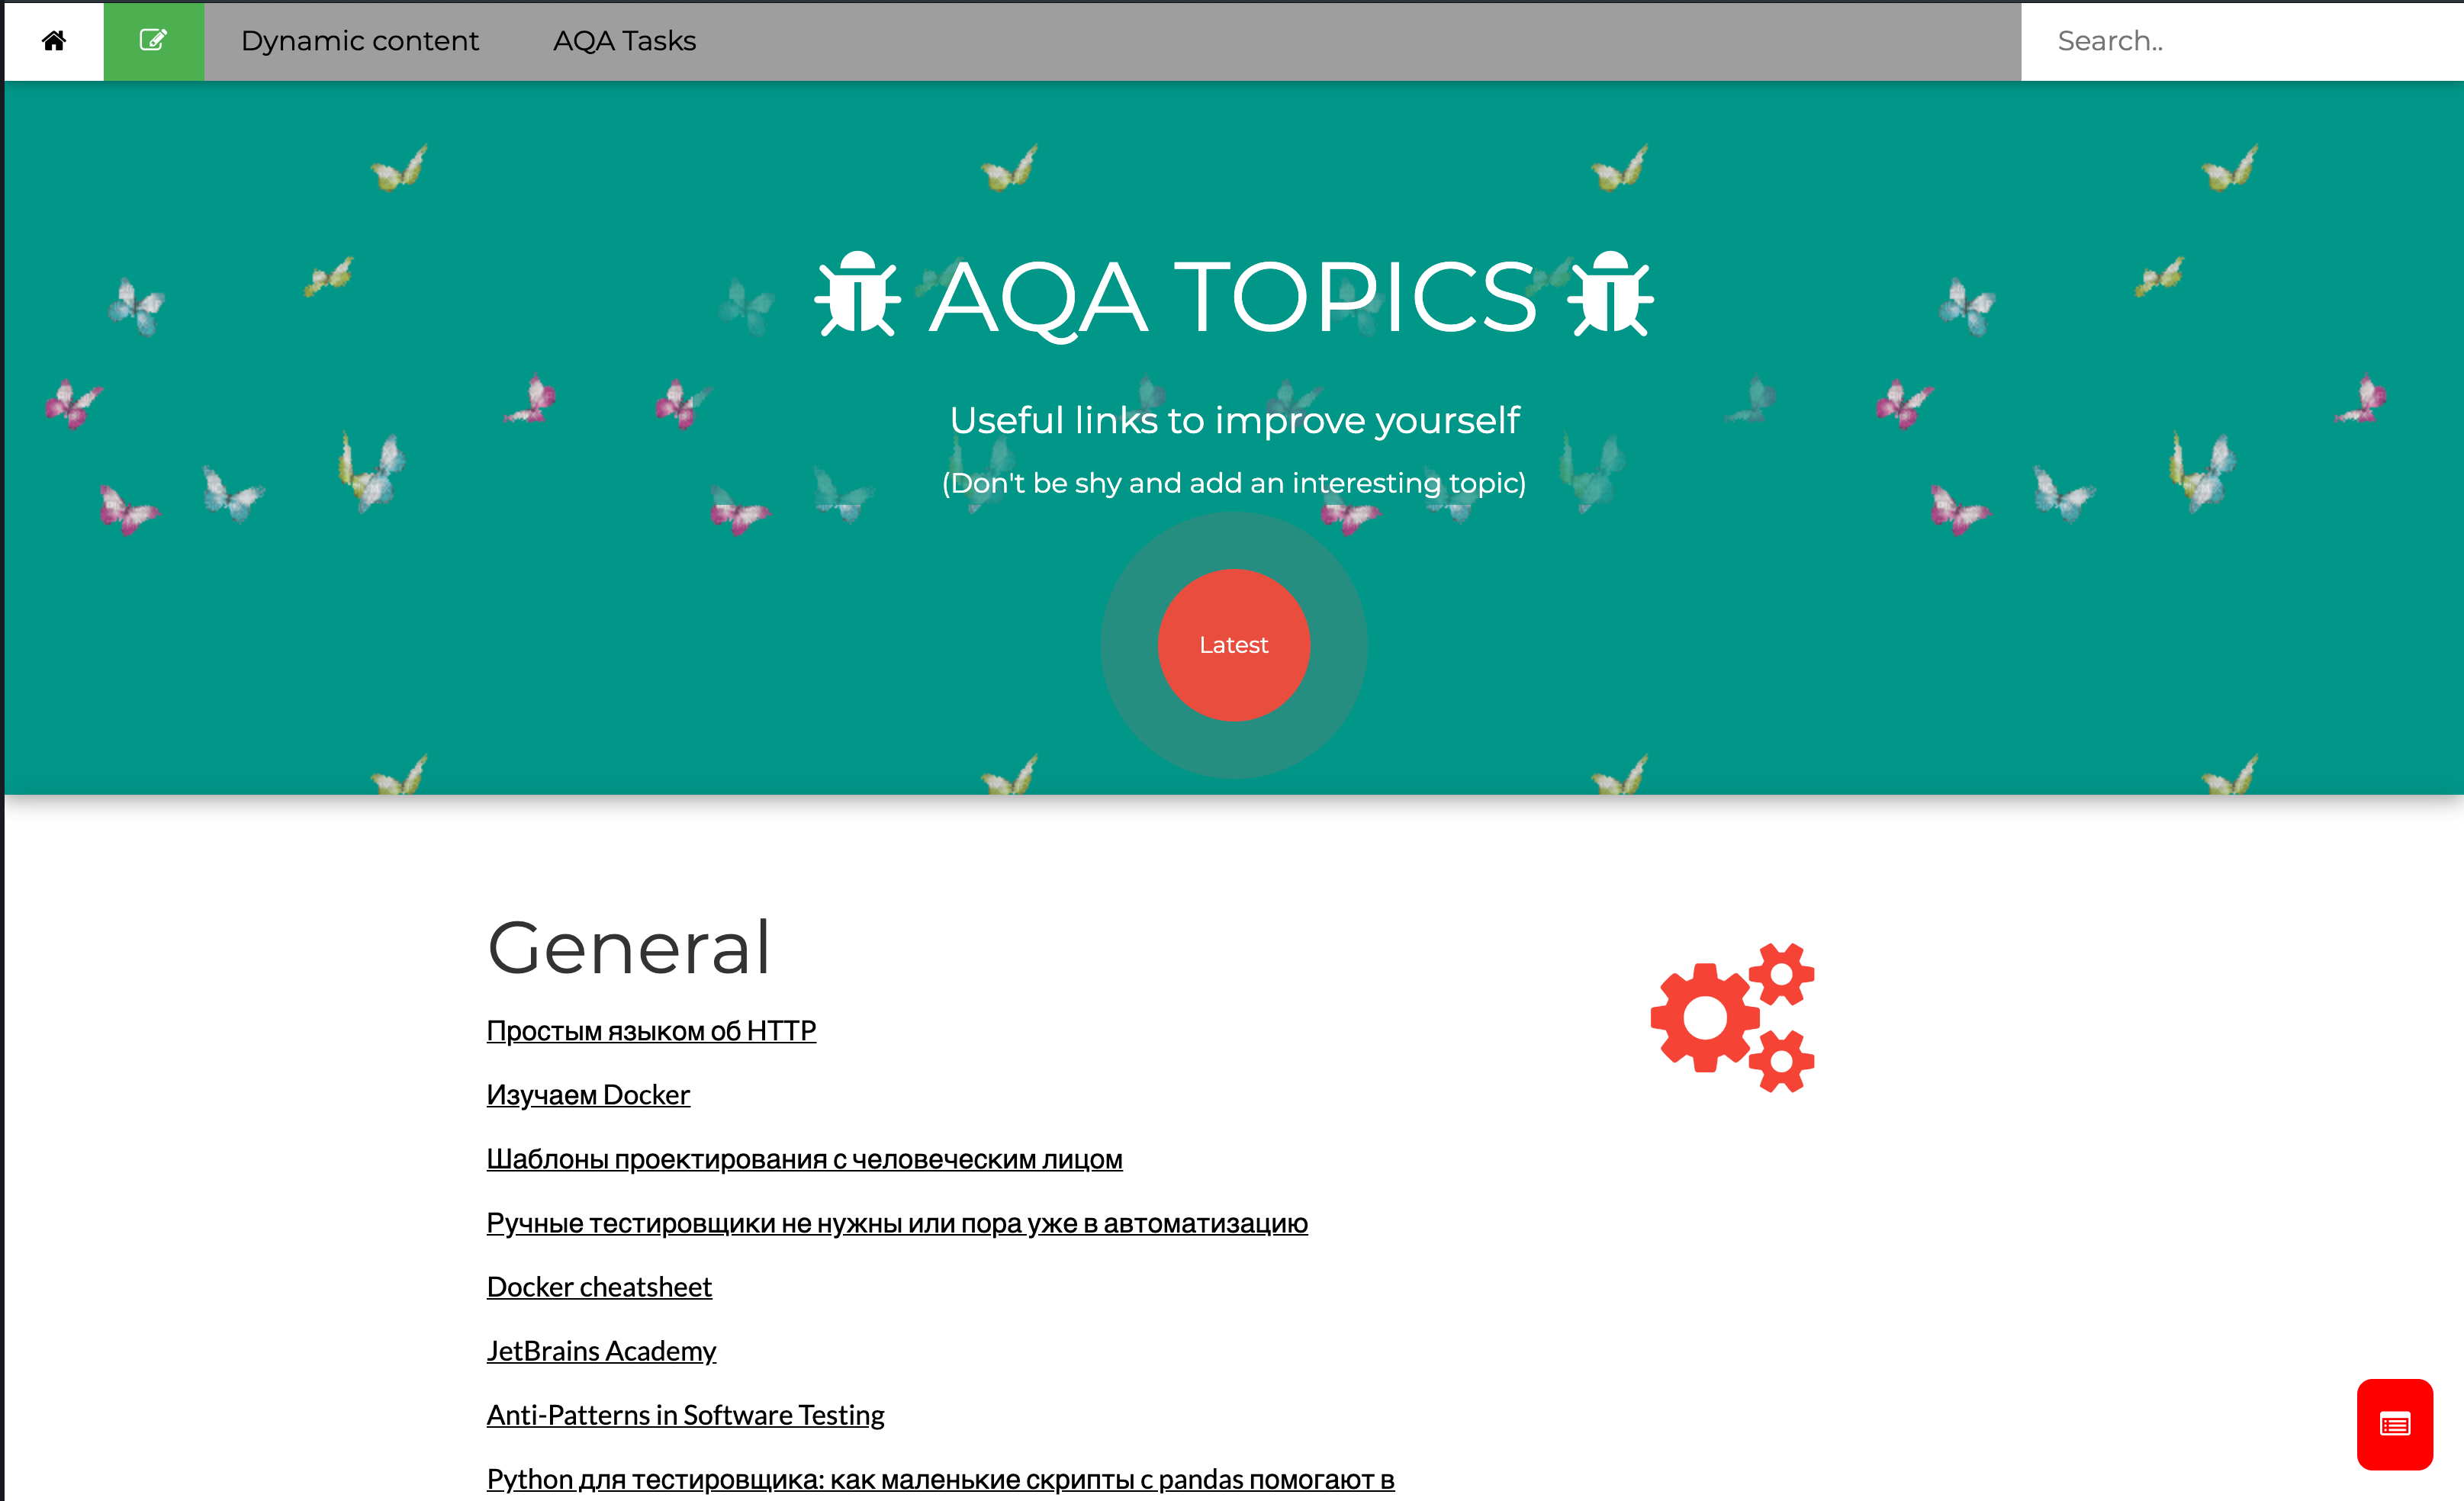 Dynamic content
AQA Tasks
Search..
AQA TOPICS
Useful links to improve yourself
(Don't be shy and add an interesting topic)
Latest
General
Простым языком об HTTP
Изучаем Docker
Шаблоны проектирования с человеческим лицом
Ручные тестировщики не нужны или пора уже в автоматизацию
Docker cheatsheet
JetBrains Academy
Anti-Patterns in Software Testing
Python для тестировщика: как маленькие скрипты с pandas помогают в